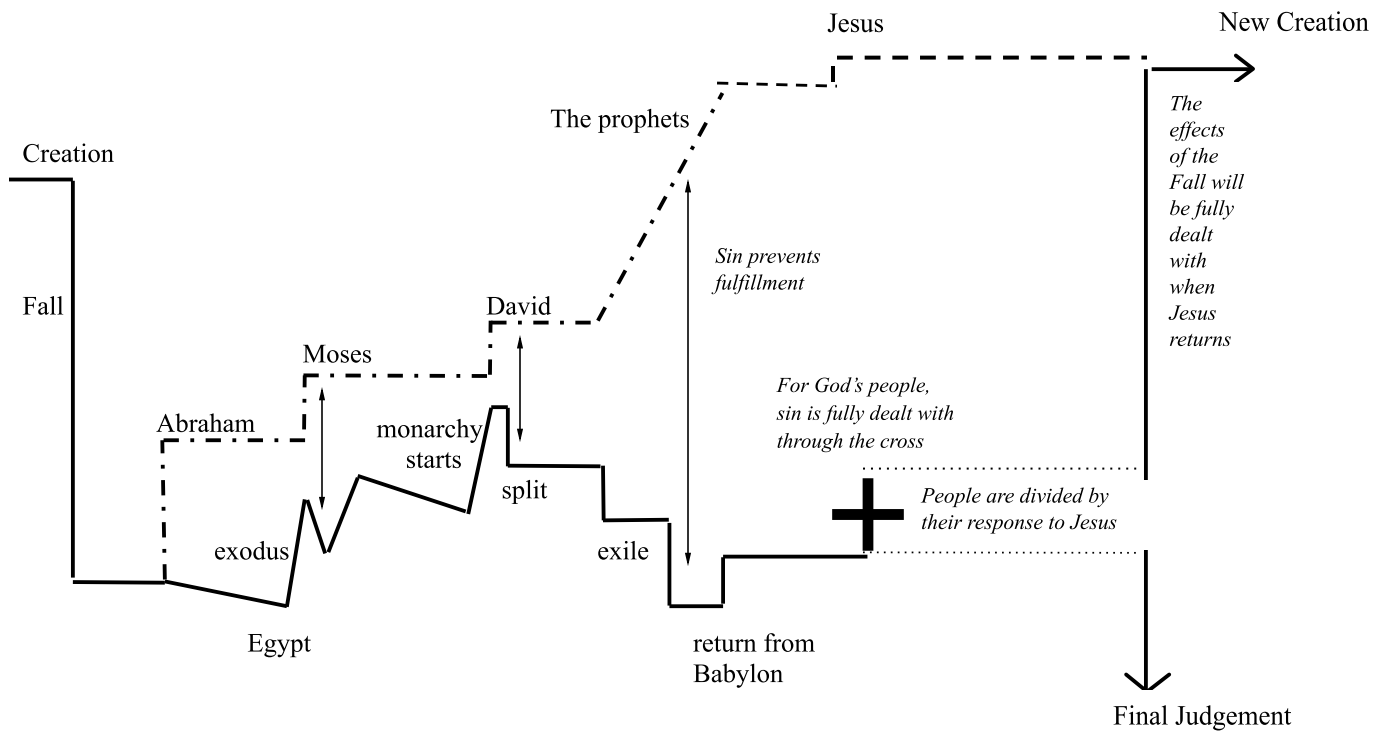 Jesus
New Creation
The prophets
Creation
The
effects
of the
Fall will
be fully
dealt
with
when
Jesus
returns
Sin prevents
fulfillment
Fall
David
Moses
Abraham
For God’s people,
sin is fully dealt with
through the cross
monarchy
starts
split
People are divided by
their response to Jesus
exodus
exile
Egypt
return from
Babylon
Final Judgement